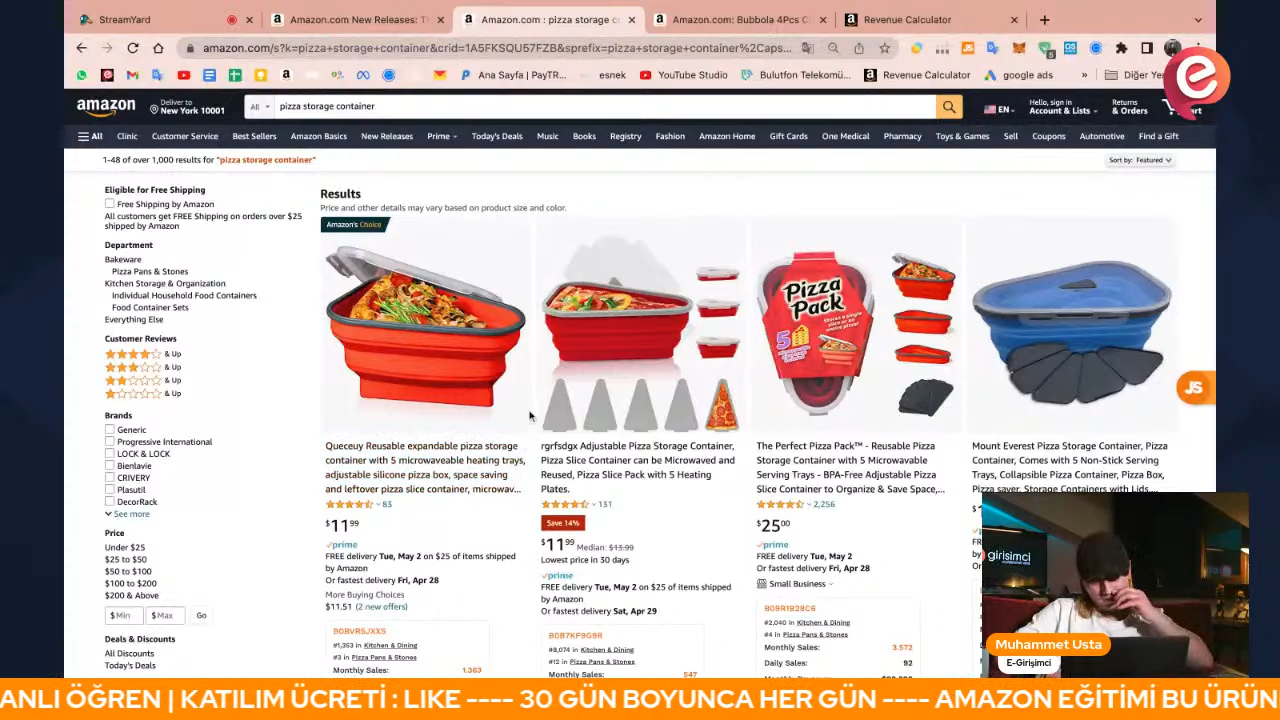 StreamYard
Amazon.com New Releases: T
Amazon.com : pizza storage c
Amazon.com: Bubbola 4Pcs C
Revenue Calculator
amazon.com/s?k=pizza+storage+container&crid=1A5FKSQU57FZB&sprefix=pizza+storage+container%2Caps...
Ana Sayfa | PayTR...
esnek
YouTube Studio
Bulutfon Telekomü...
Revenue Calculator
google ads
»
Diğer Ye
amazon
Deliver to
New York 10001
All
pizza storage container
EN
Hello, sign in
Account & Lists
Returns
& Orders
All
Clinic
Customer Service
Best Sellers
Amazon Basics
New Releases
Prime
Today's Deals
Music
Books
Registry
Fashion
Amazon Home
Gift Cards
One Medical
Pharmacy
Toys & Games
Sell
Coupons
Automotive
Find a Gift
1-48 of over 1,000 results for "pizza storage container"
Sort by: Featured
Eligible for Free Shipping
Free Shipping by Amazon
All customers get FREE Shipping on orders over $25
shipped by Amazon
Department
Bakeware
Pizza Pans & Stones
Kitchen Storage & Organization
Individual Household Food Containers
Food Container Sets
Everything Else
Customer Reviews
& Up
& Up
& Up
& Up
Brands
Generic
Progressive International
LOCK & LOCK
Bienlavie
CRIVERY
Plasutil
DecorRack
See more
Price
Under $25
$25 to $50
$50 to $100
$100 to $200
$200 & Above
$ Min
$ Max
Go
Deals & Discounts
All Discounts
Today's Deals
Results
Price and other details may vary based on product size and color.
Amazon's Choice
Queceuy Reusable expandable pizza storage
container with 5 microwaveable heating trays,
adjustable silicone pizza box, space saving
and leftover pizza slice container, microwav...
83
$11.99
prime
FREE delivery Tue, May 2 on $25 of items shipped
by Amazon
Or fastest delivery Fri, Apr 28
More Buying Choices
$11.51 (2 new offers)
B0BVRSJXXS
#1,353 in Kitchen & Dining
#3 in Pizza Pans & Stones
Monthly Sales: 1.363
rgrfsdgx Adjustable Pizza Storage Container,
Pizza Slice Container can be Microwaved and
Reused, Pizza Slice Pack with 5 Heating
Plates.
131
Save 14%
$11.99 Median: $13.99
Lowest price in 30 days
prime
FREE delivery Tue, May 2 on $25 of items shipped
by Amazon
Or fastest delivery Sat, Apr 29
B0B7KF9G9R
#8,074 in Kitchen & Dining
#12 in Pizza Pans & Stones
Monthly Sales: 547
Pizza
Pack
5
The Perfect Pizza Pack™ - Reusable Pizza
Storage Container with 5 Microwavable
Serving Trays - BPA-Free Adjustable Pizza
Slice Container to Organize & Save Space,...
2,256
$25.00
prime
FREE delivery Tue, May 2
Or fastest delivery Fri, Apr 28
Small Business
B09R1B28C6
#2,040 in Kitchen & Dining
#4 in Pizza Pans & Stones
Monthly Sales: 3.572
Daily Sales: 92
Mount Everest Pizza Storage Container, Pizza
Container, Comes with 5 Non-Stick Serving
Trays, Collapsible Pizza Container, Pizza Box,
Pizza saver, Storage Containers with Lids,...
JS
girisimci
Muhammet Usta
E-Girişimci
ANLI ÖĞREN | KATILIM ÜCRETİ : LIKE ---- 30 GÜN BOYUNCA HER GÜN ---- AMAZON EĞİTİMİ BU ÜRÜN